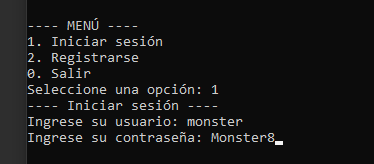 ---- MENÚ ----
1. Iniciar sesión
2. Registrarse
0. Salir
Seleccione una opción: 1
---- Iniciar sesión ----
Ingrese su usuario: monster
Ingrese su contraseña: Monster8